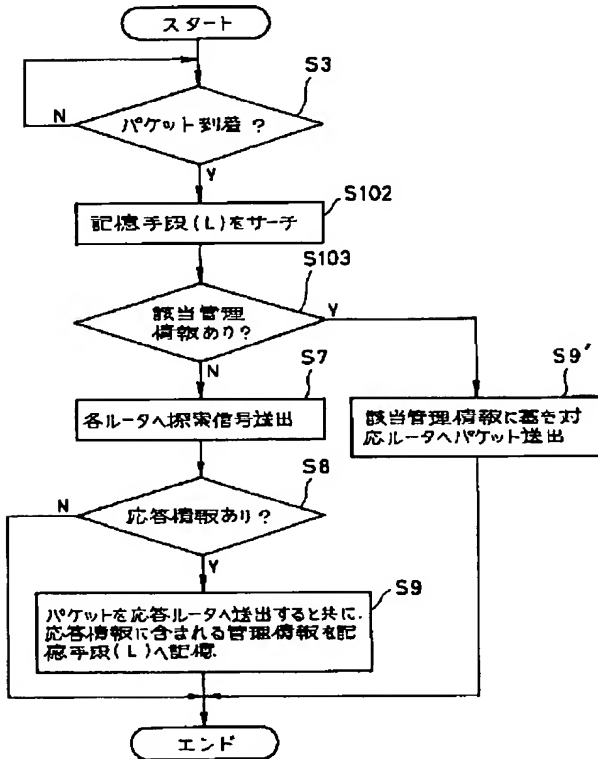 スタート
S3
N
パケット到着？
Y
S102
記憶手段(L)をサーチ
S103
該当管理
情報あり？
Y
N
S7
S9′
各ルータへ探索信号送出
該当管理情報に基き対
応ルータへパケット送出
S8
N
応答情報あり？
Y
S9
パケットを応答ルータへ送出すると共に.
応答情報に含まれる管理情報を記
憶手段(L)へ記憶.
エンド